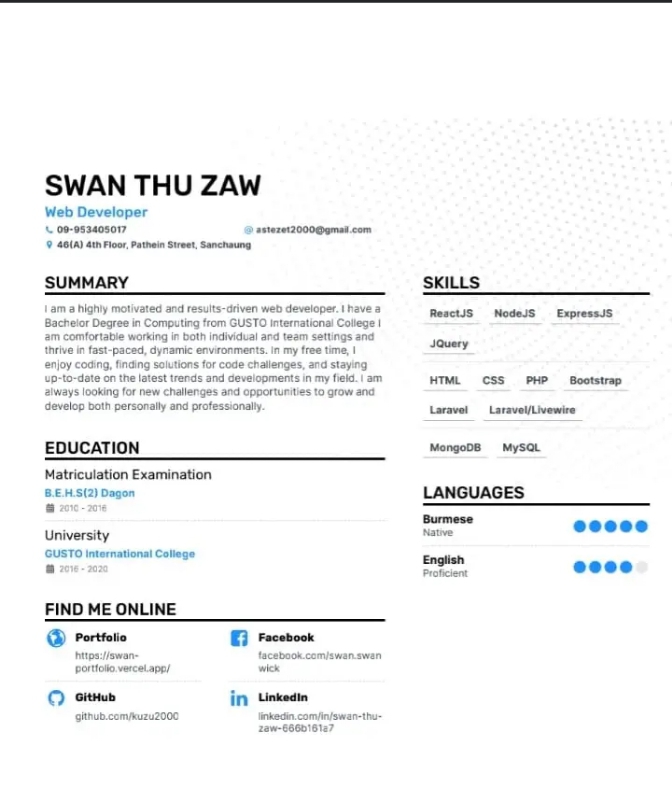 SWAN THU ZAW
Web Developer
09-953405017
astezet2000@gmail.com
46(A) 4th Floor, Pathein Street, Sanchaung
SUMMARY
I am a highly motivated and results-driven web developer. I have a
Bachelor Degree in Computing from GUSTO International College I
am comfortable working in both individual and team settings and
thrive in fast-paced, dynamic environments. In my free time, I
enjoy coding, finding solutions for code challenges, and staying
up-to-date on the latest trends and developments in my field. I am
always looking for new challenges and opportunities to grow and
develop both personally and professionally.
EDUCATION
Matriculation Examination
B.E.H.S(2) Dagon
2010 - 2016
University
GUSTO International College
2016 - 2020
FIND ME ONLINE
Portfolio
https://swan-
portfolio.vercel.app/
Facebook
facebook.com/swan.swan
wick
GitHub
github.com/kuzu2000
LinkedIn
linkedin.com/in/swan-thu-
zaw-666b161a7
SKILLS
ReactJS NodeJS ExpressJS
JQuery
HTML CSS PHP Bootstrap
Laravel Laravel/Livewire
MongoDB MySQL
LANGUAGES
Burmese
Native
English
Proficient